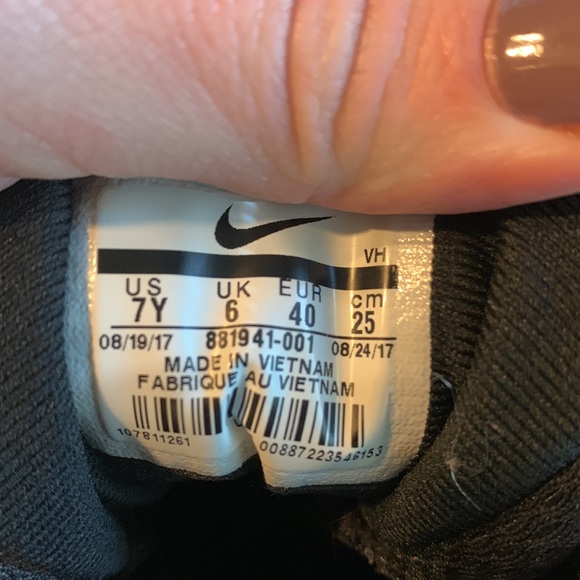 VH
US UK EUR cm
7Y 6 40 25
08/19/17 881941-001 08/24/17
MADE IN VIETNAM
FABRIQUE AU VIETNAM
107811261
00887223546153